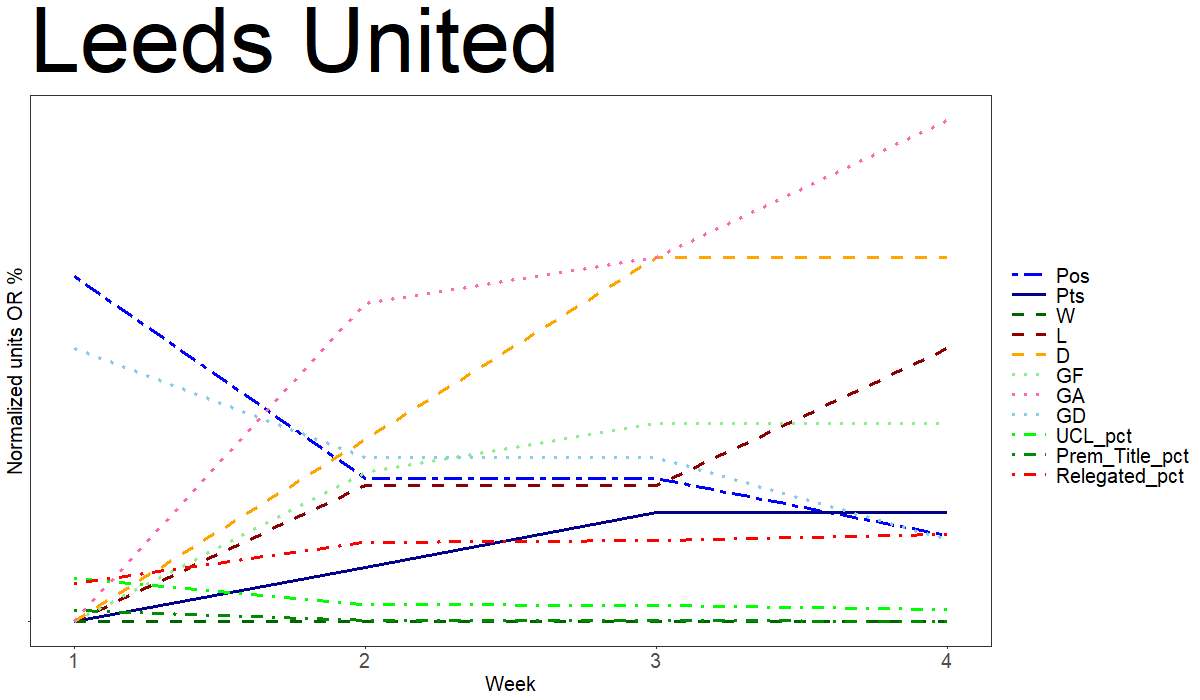 Leeds United
Normalized units OR %
Pos
Pts
W
L
D
GF
GA
GD
UCL_pct
Prem_Title_pct
Relegated_pct
1 2 3 4
Week